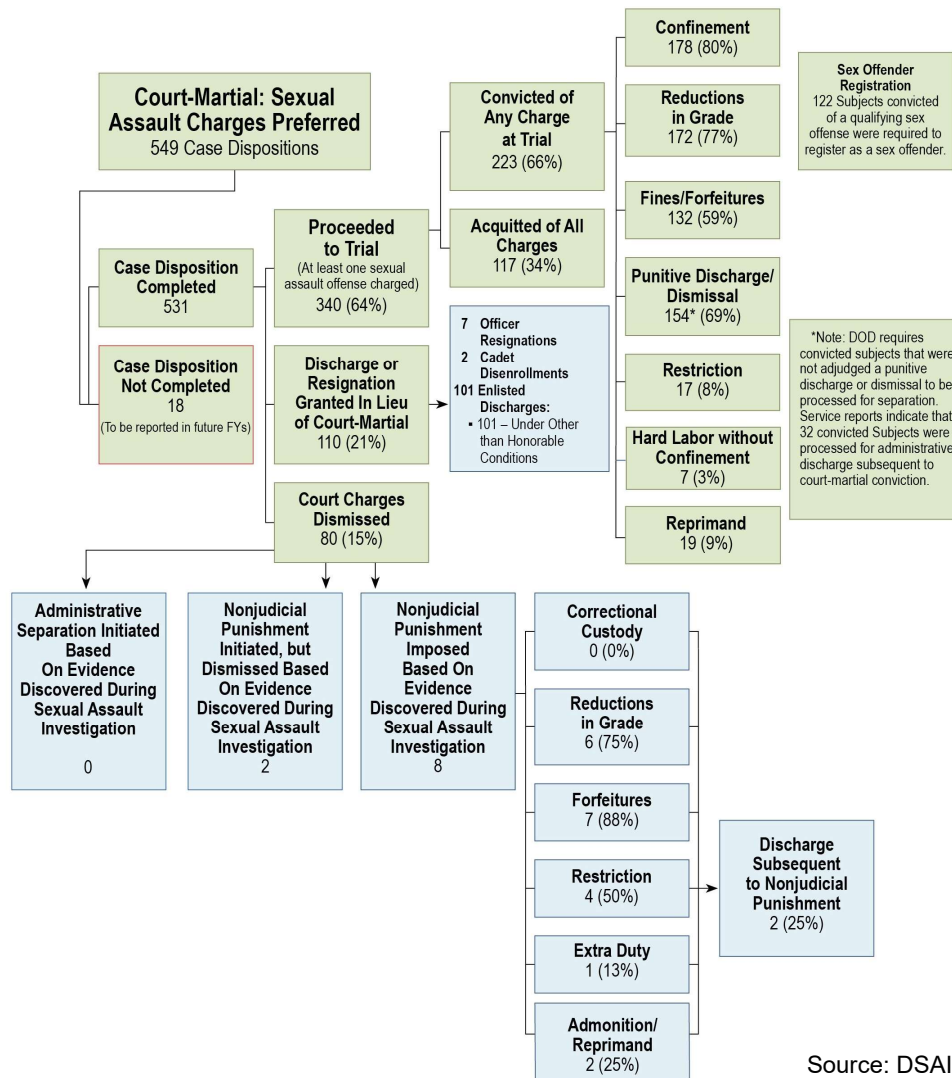 Court-Martial: Sexual
Assault Charges Preferred
549 Case Dispositions
Case Disposition
Completed
531
Case Disposition
Not Completed
18
(To be reported in future FYs)
Proceeded
to Trial
(At least one sexual
assault offense charged)
340 (64%)
Discharge or
Resignation
Granted In Lieu
of Court-Martial
110 (21%)
Court Charges
Dismissed
80 (15%)
Convicted of
Any Charge
at Trial
223 (66%)
Acquitted of All
Charges
117 (34%)
7 Officer
Resignations
2 Cadet
Disenrollments
101 Enlisted
Discharges:
▪ 101 – Under Other
than Honorable
Conditions
Confinement
178 (80%)
Reductions
in Grade
172 (77%)
Fines/Forfeitures
132 (59%)
Punitive Discharge/
Dismissal
154* (69%)
Restriction
17 (8%)
Hard Labor without
Confinement
7 (3%)
Reprimand
19 (9%)
Sex Offender
Registration
122 Subjects convicted
of a qualifying sex
offense were required to
register as a sex offender.
*Note: DOD requires
convicted subjects that were
not adjudged a punitive
discharge or dismissal to be
processed for separation.
Service reports indicate that
32 convicted Subjects were
processed for administrative
discharge subsequent to
court-martial conviction.
Administrative
Separation Initiated
Based
On Evidence
Discovered During
Sexual Assault
Investigation
0
Nonjudicial
Punishment
Initiated, but
Dismissed Based
On Evidence
Discovered During
Sexual Assault
Investigation
2
Nonjudicial
Punishment
Imposed
Based On
Evidence
Discovered During
Sexual Assault
Investigation
8
Correctional
Custody
0 (0%)
Reductions
in Grade
6 (75%)
Forfeitures
7 (88%)
Restriction
4 (50%)
Extra Duty
1 (13%)
Admonition/
Reprimand
2 (25%)
Discharge
Subsequent
to Nonjudicial
Punishment
2 (25%)
Source: DSAI